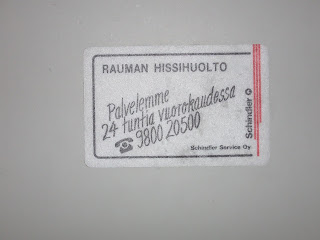 RAUMAN HISSIHUOLTO
Palvelemme
24 tuntia vuorokaudessa
☎ 9800 20500
Schindler
Schindler Service Oy